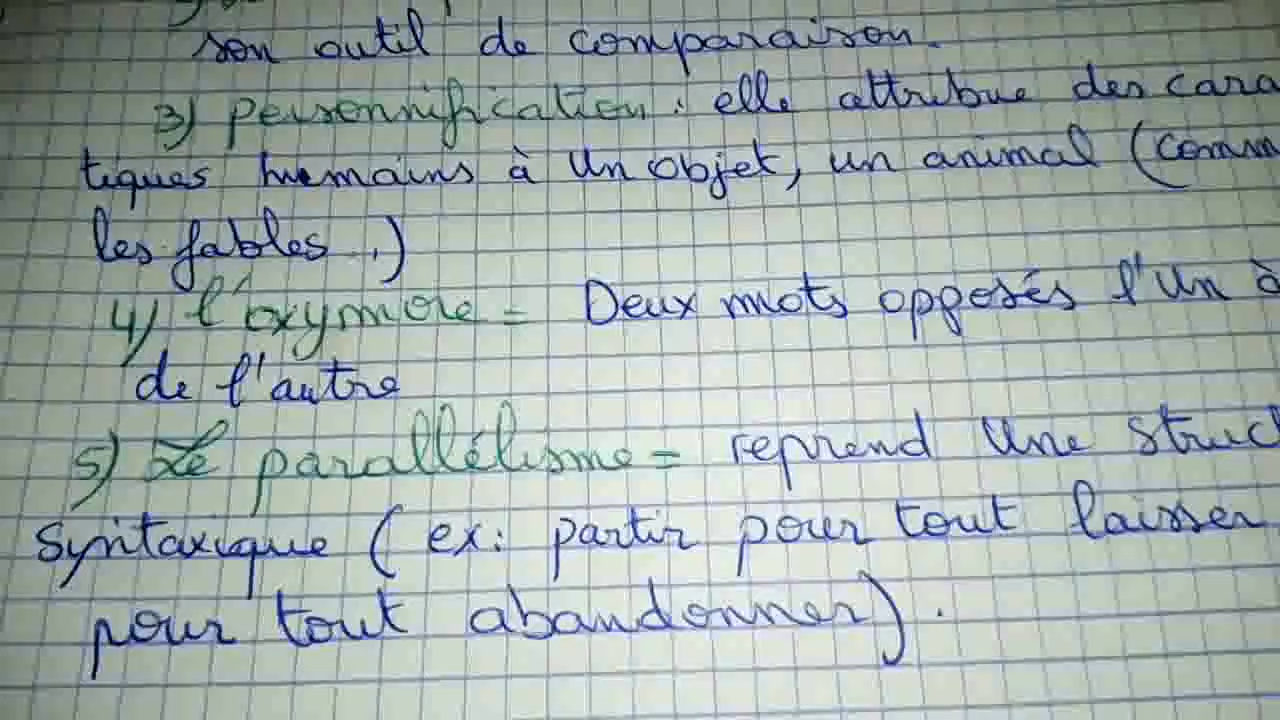 son outil de comparaison.
3) personnification : elle attribue des cara
tiques humains à un objet, un animal (comm
les fables ..)
4) l'oxymore = Deux mots opposés l'un à
de l'autre
5) Le parallélisme = reprend une struct
syntaxique (ex: partir pour tout laisser
pour tout abandonner).